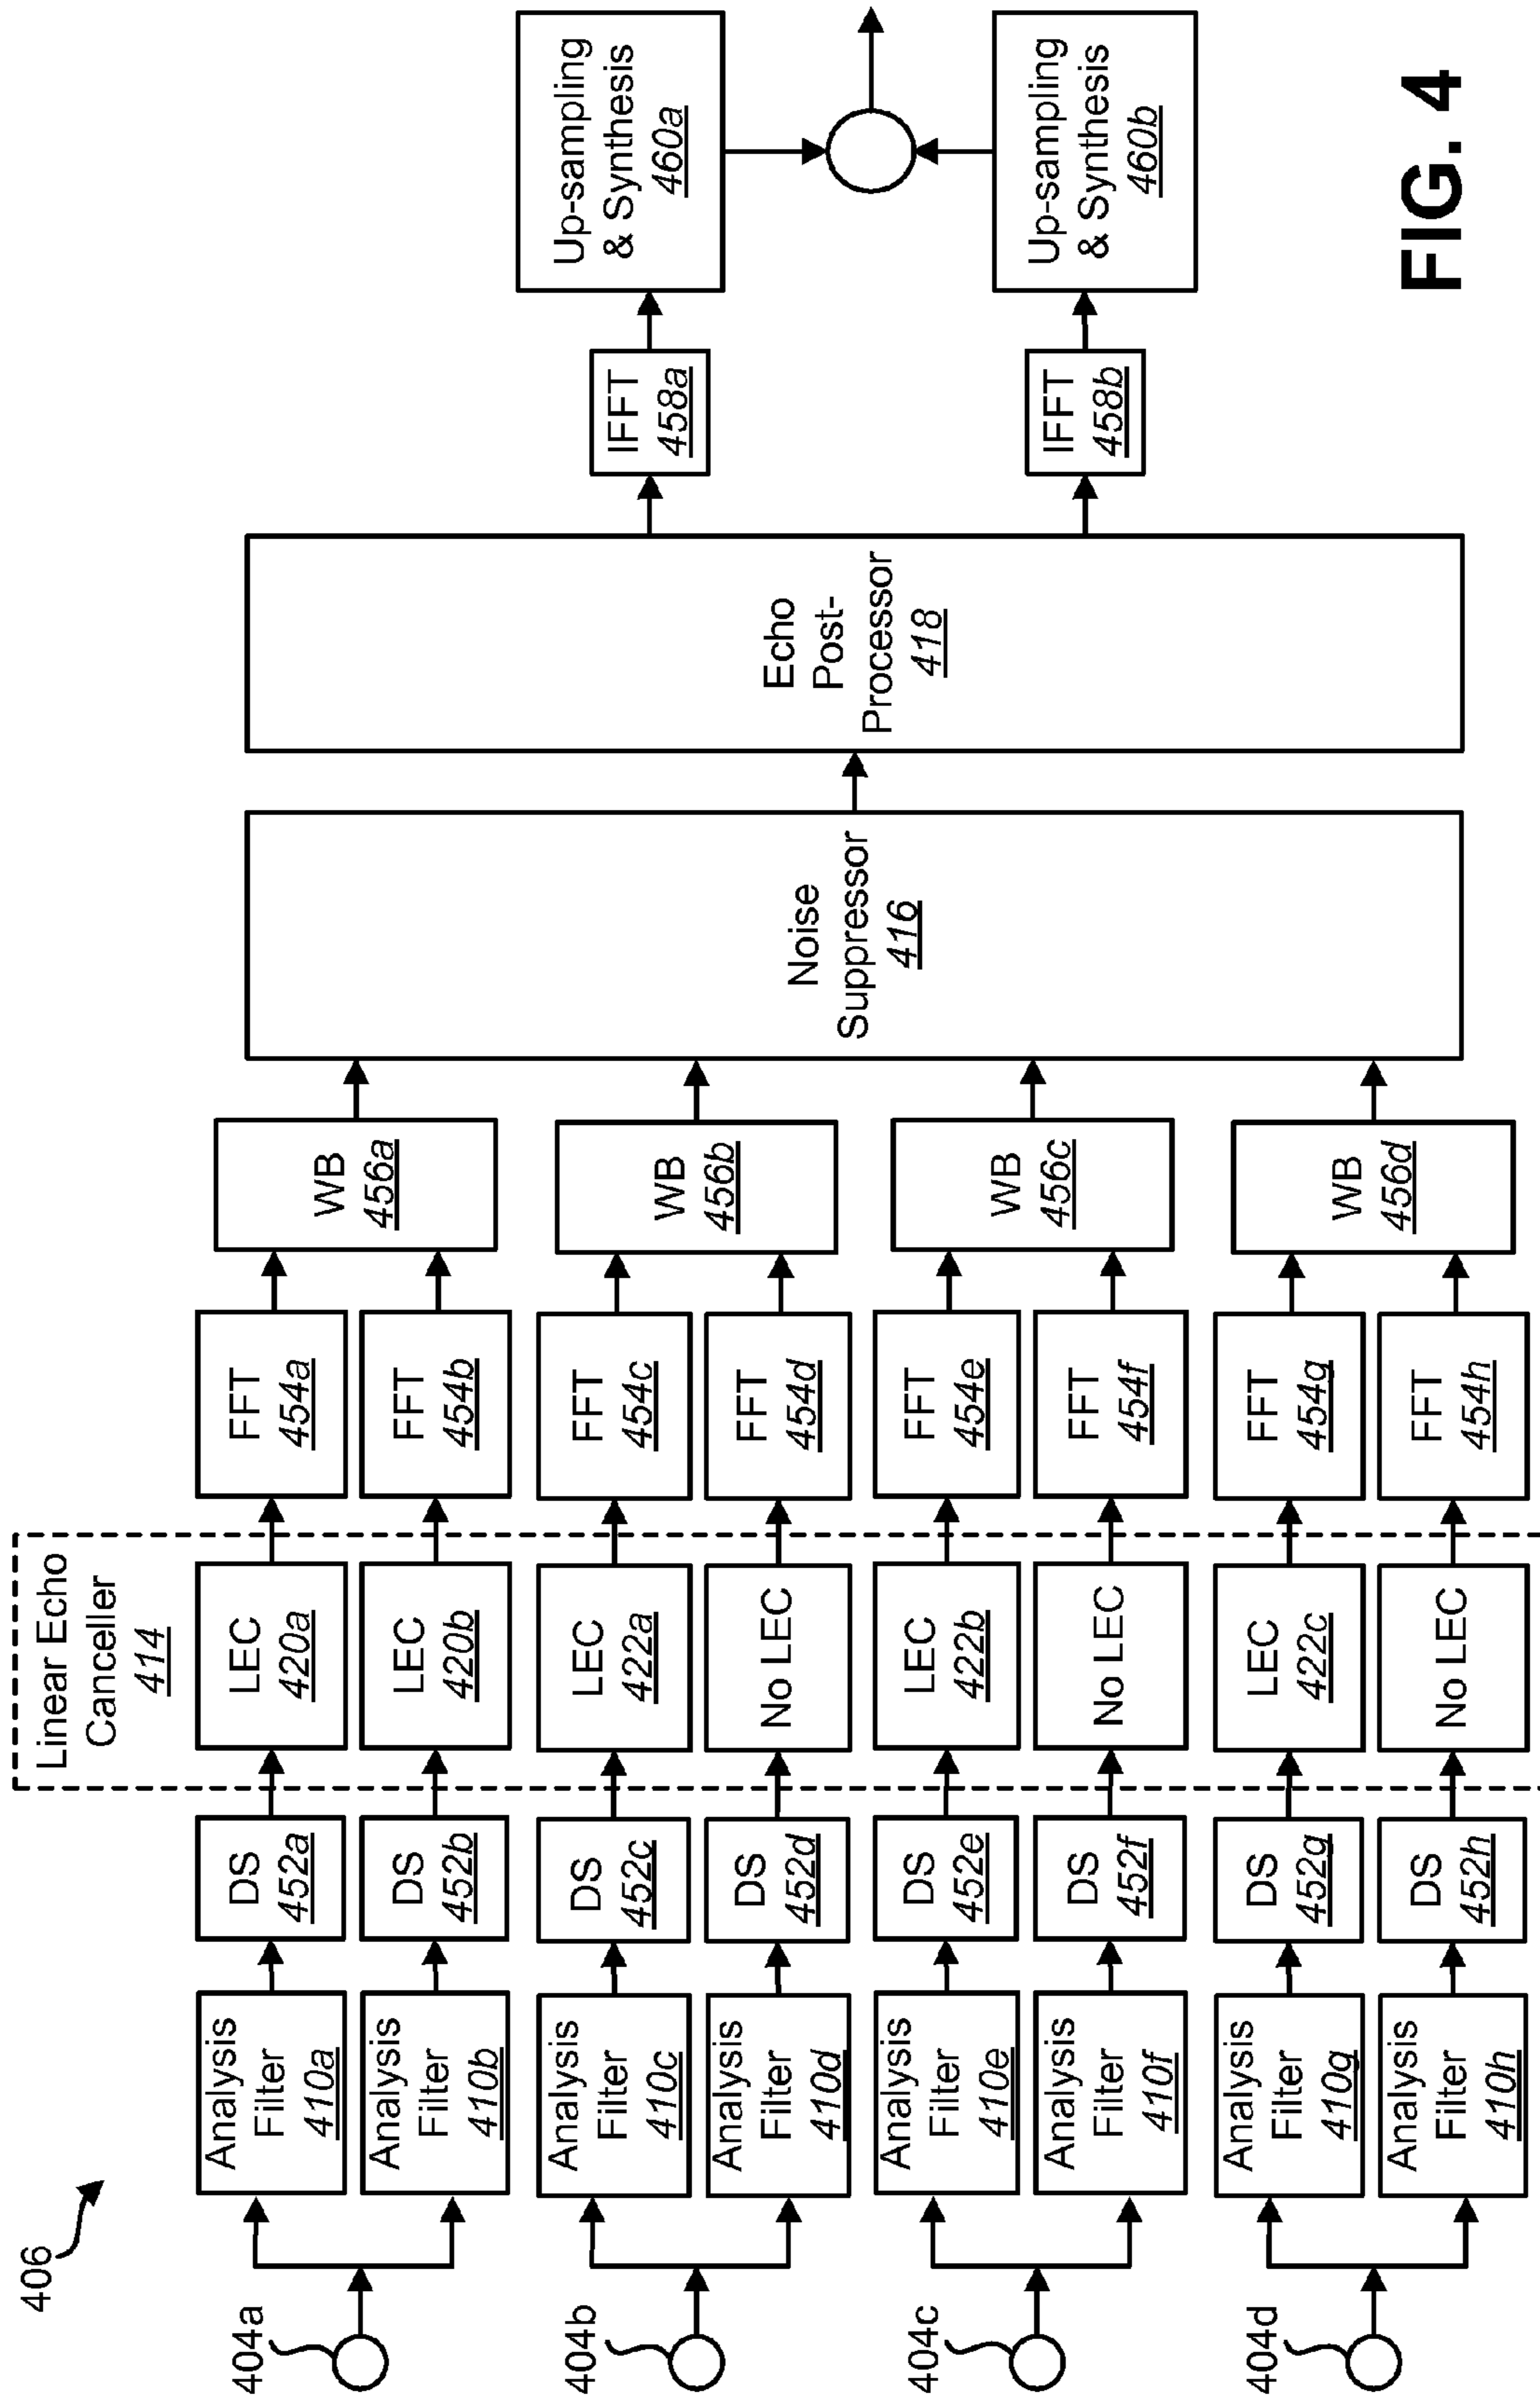 406
404a
404b
404c
404d
Analysis
Filter
410a
Analysis
Filter
410b
Analysis
Filter
410c
Analysis
Filter
410d
Analysis
Filter
410e
Analysis
Filter
410f
Analysis
Filter
410g
Analysis
Filter
410h
DS
452a
DS
452b
DS
452c
DS
452d
DS
452e
DS
452f
DS
452g
DS
452h
Linear Echo
Canceller
414
LEC
420a
LEC
420b
LEC
422a
No LEC
LEC
422b
No LEC
LEC
422c
No LEC
FFT
454a
FFT
454b
FFT
454c
FFT
454d
FFT
454e
FFT
454f
FFT
454g
FFT
454h
WB
456a
WB
456b
WB
456c
WB
456d
Noise
Suppressor
416
Echo
Post-
Processor
418
IFFT
458a
IFFT
458b
Up-sampling
& Synthesis
460a
Up-sampling
& Synthesis
460b
FIG. 4